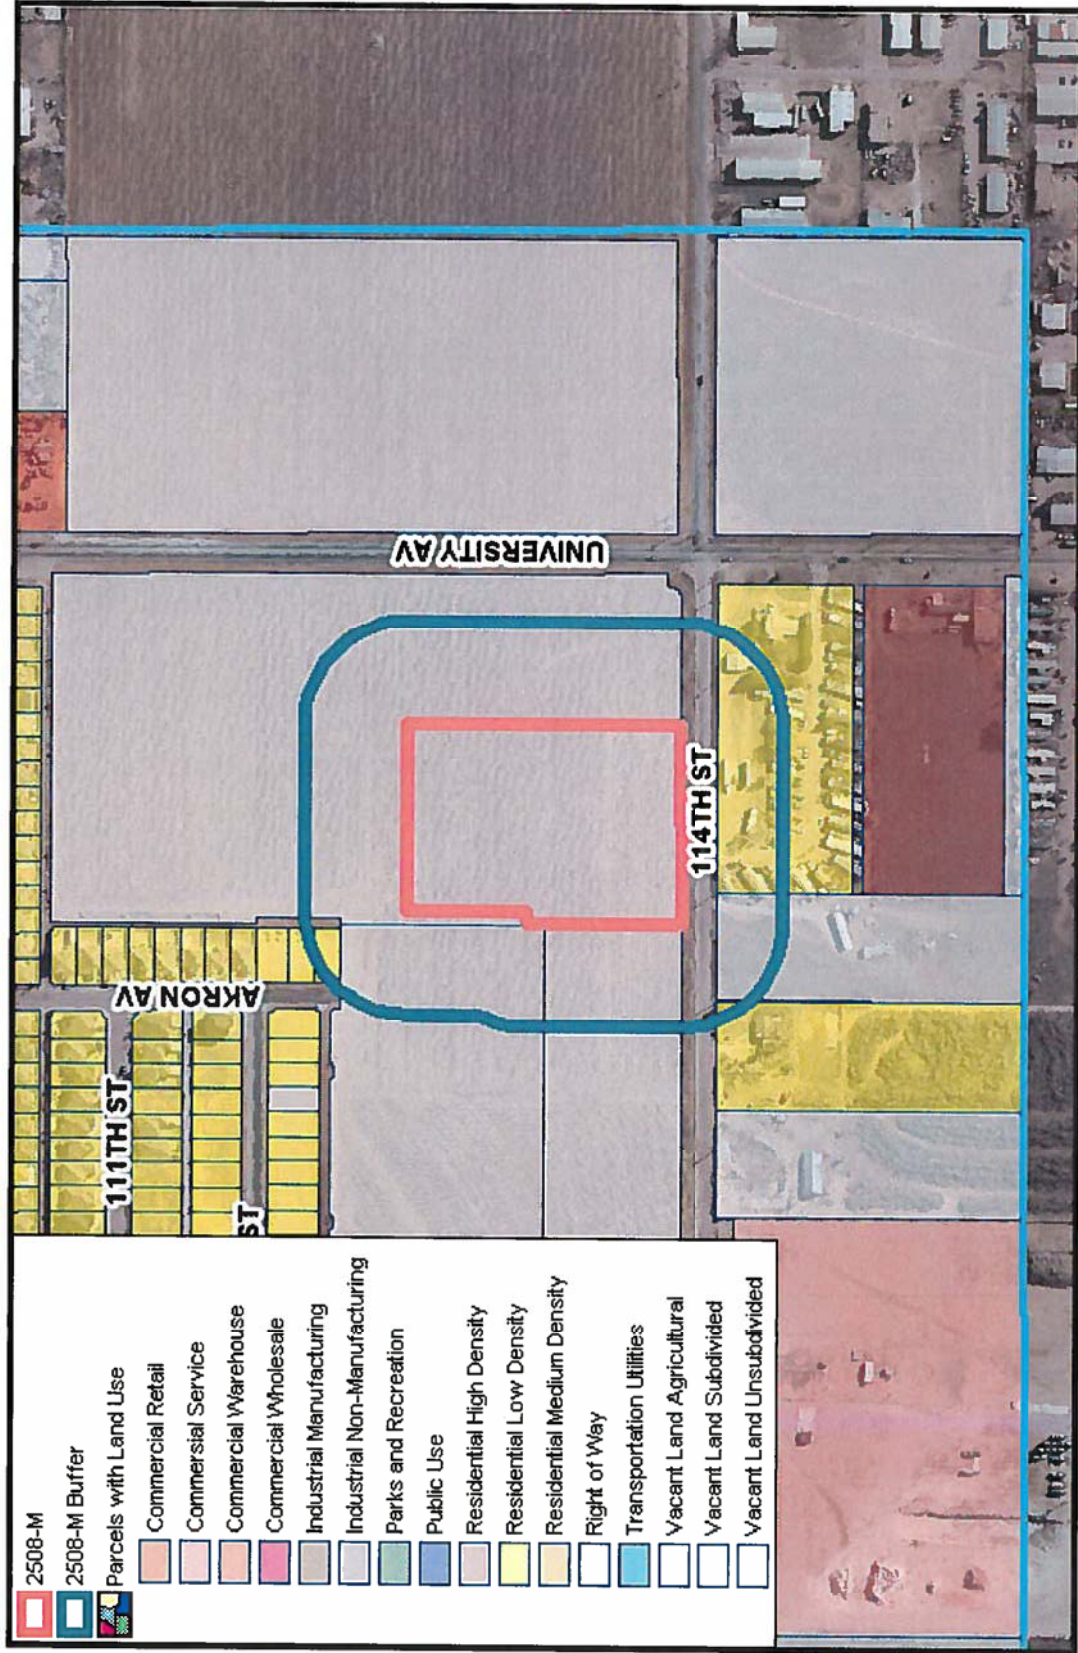 2508-M
2508-M Buffer
Parcels with Land Use
Commercial Retail
Commersial Service
Commercial Warehouse
Commercial Wholesale
Industrial Manufacturing
Industrial Non-Manufacturing
Parks and Recreation
Public Use
Residential High Density
Residential Low Density
Residential Medium Density
Right of Way
Transportation Utilities
Vacant Land Agricultural
Vacant Land Subdivided
Vacant Land Unsubdivided
111TH ST
ST
AKRON AV
114TH ST
UNIVERSITY AV